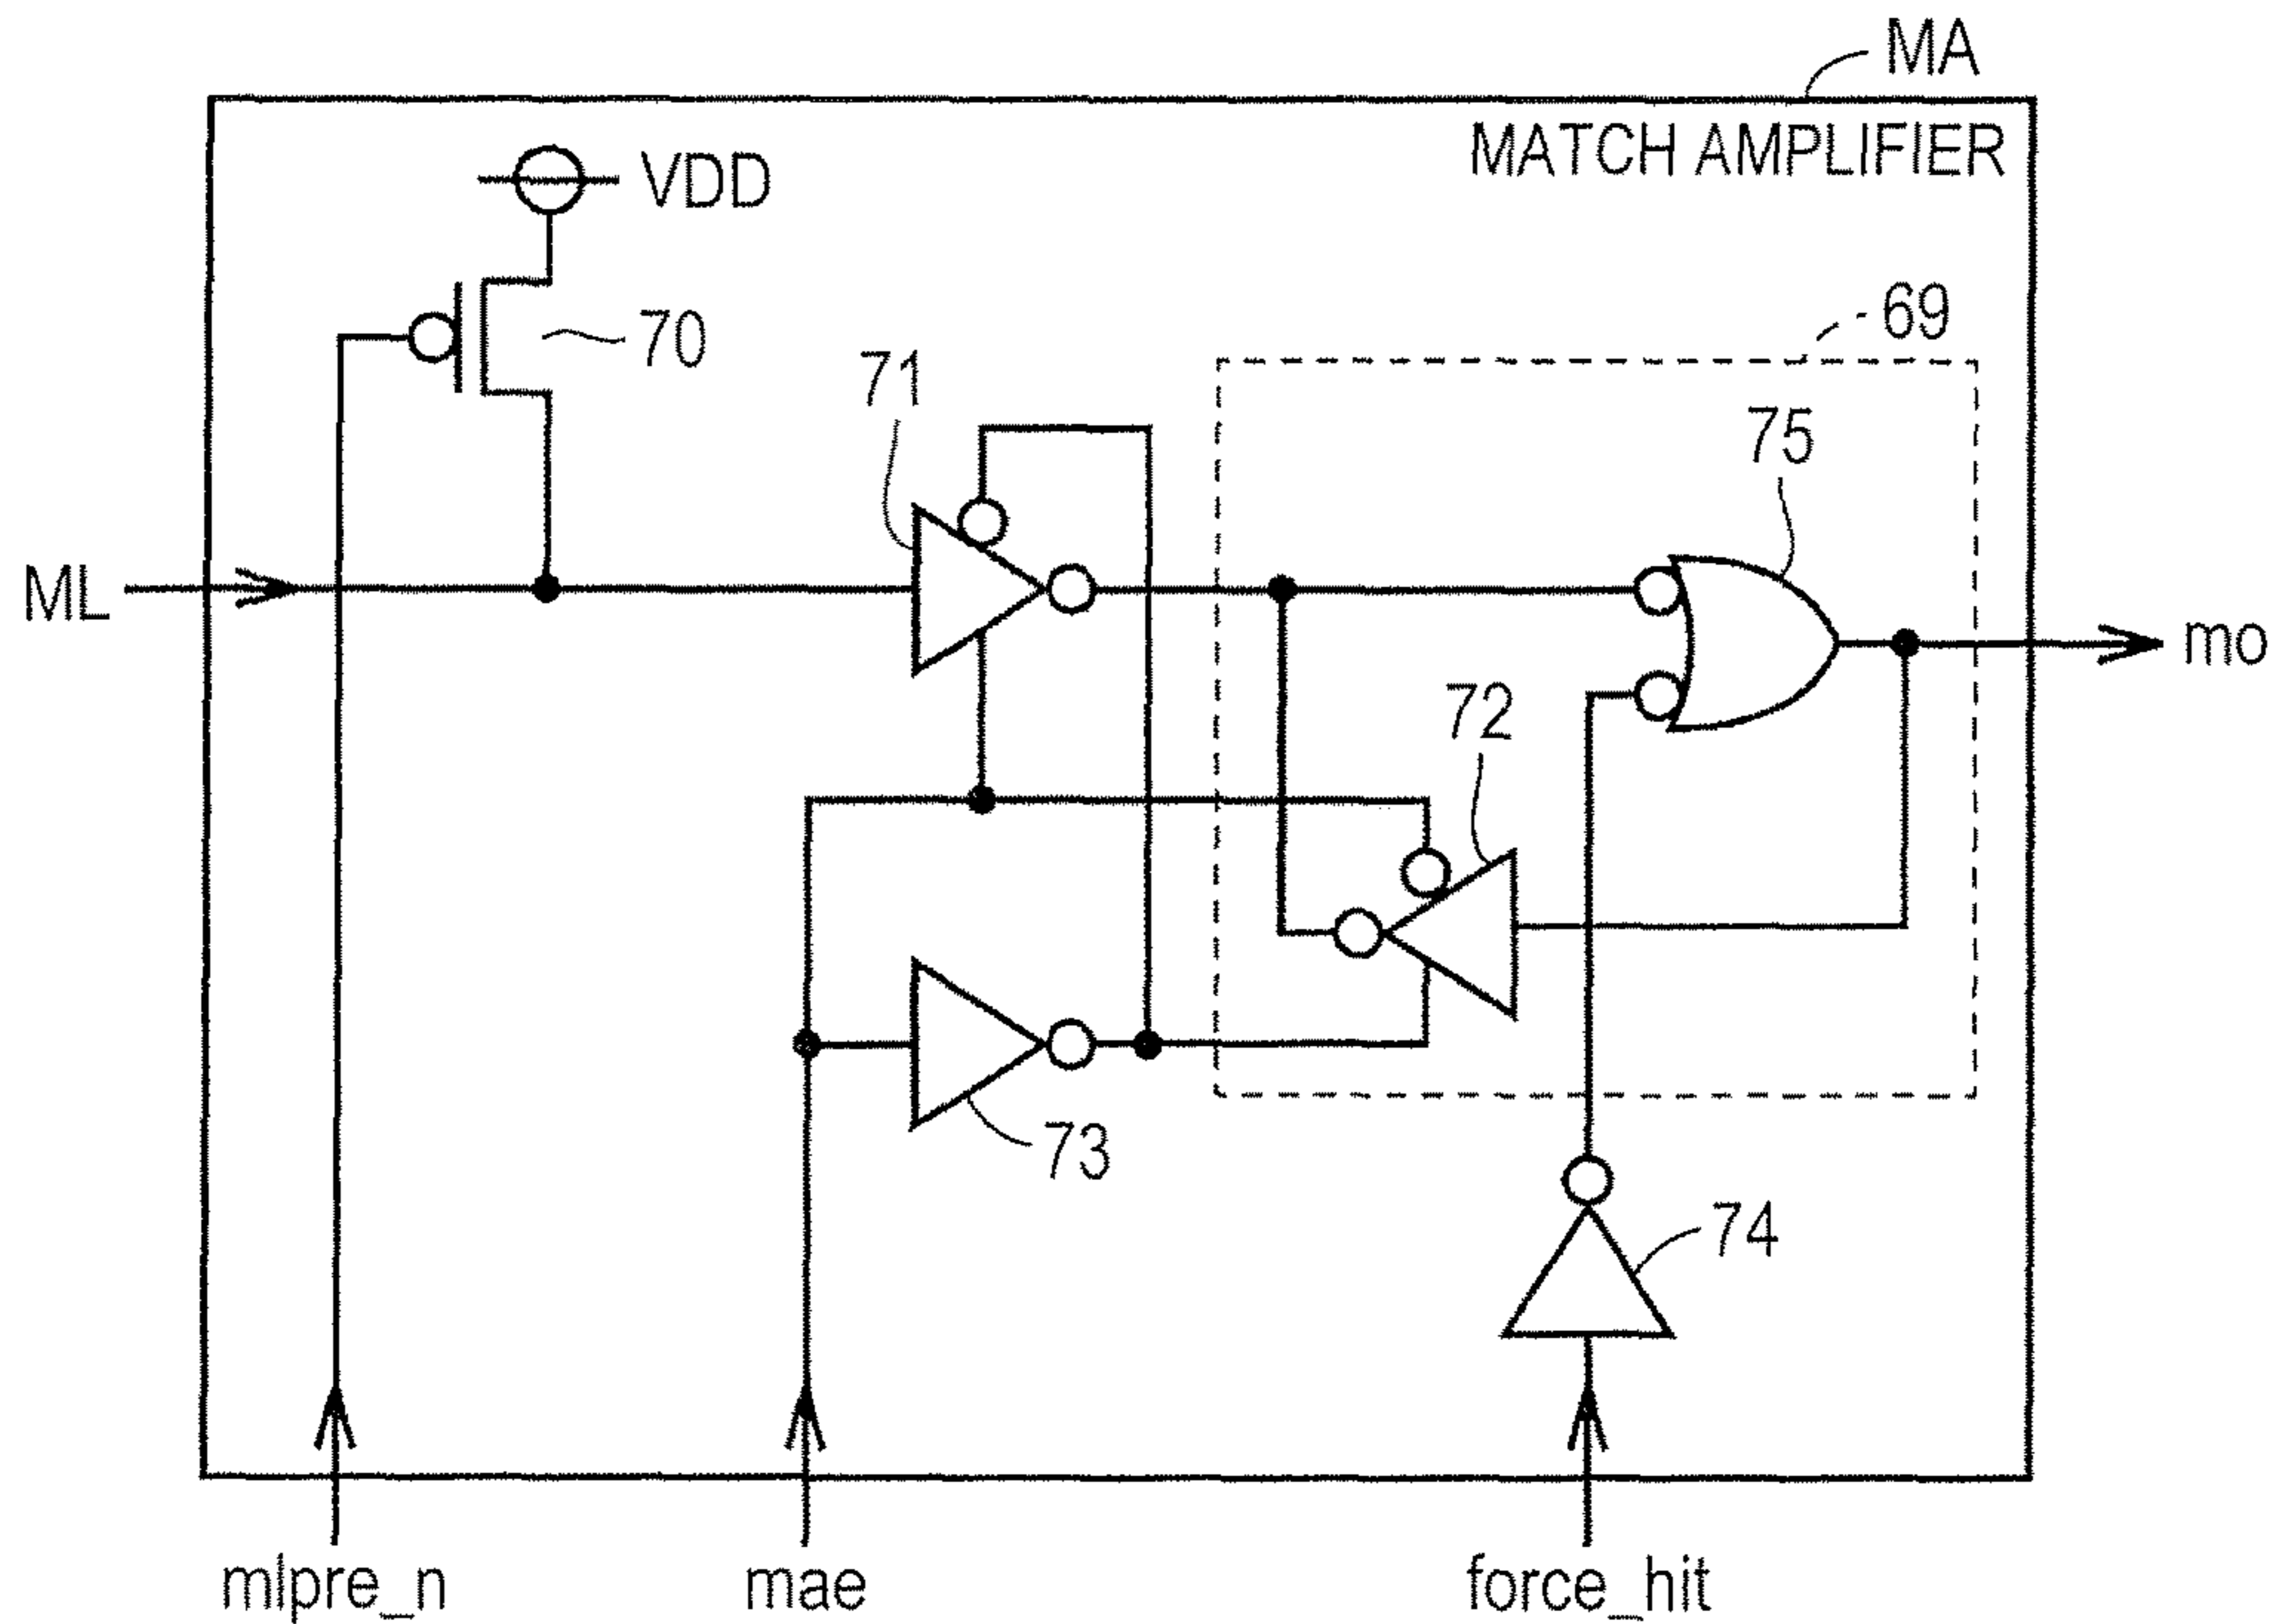 MA
MATCH AMPLIFIER
VDD
69
70
71
75
ML
mo
72
73
74
mlpre_n
mae
force_hit